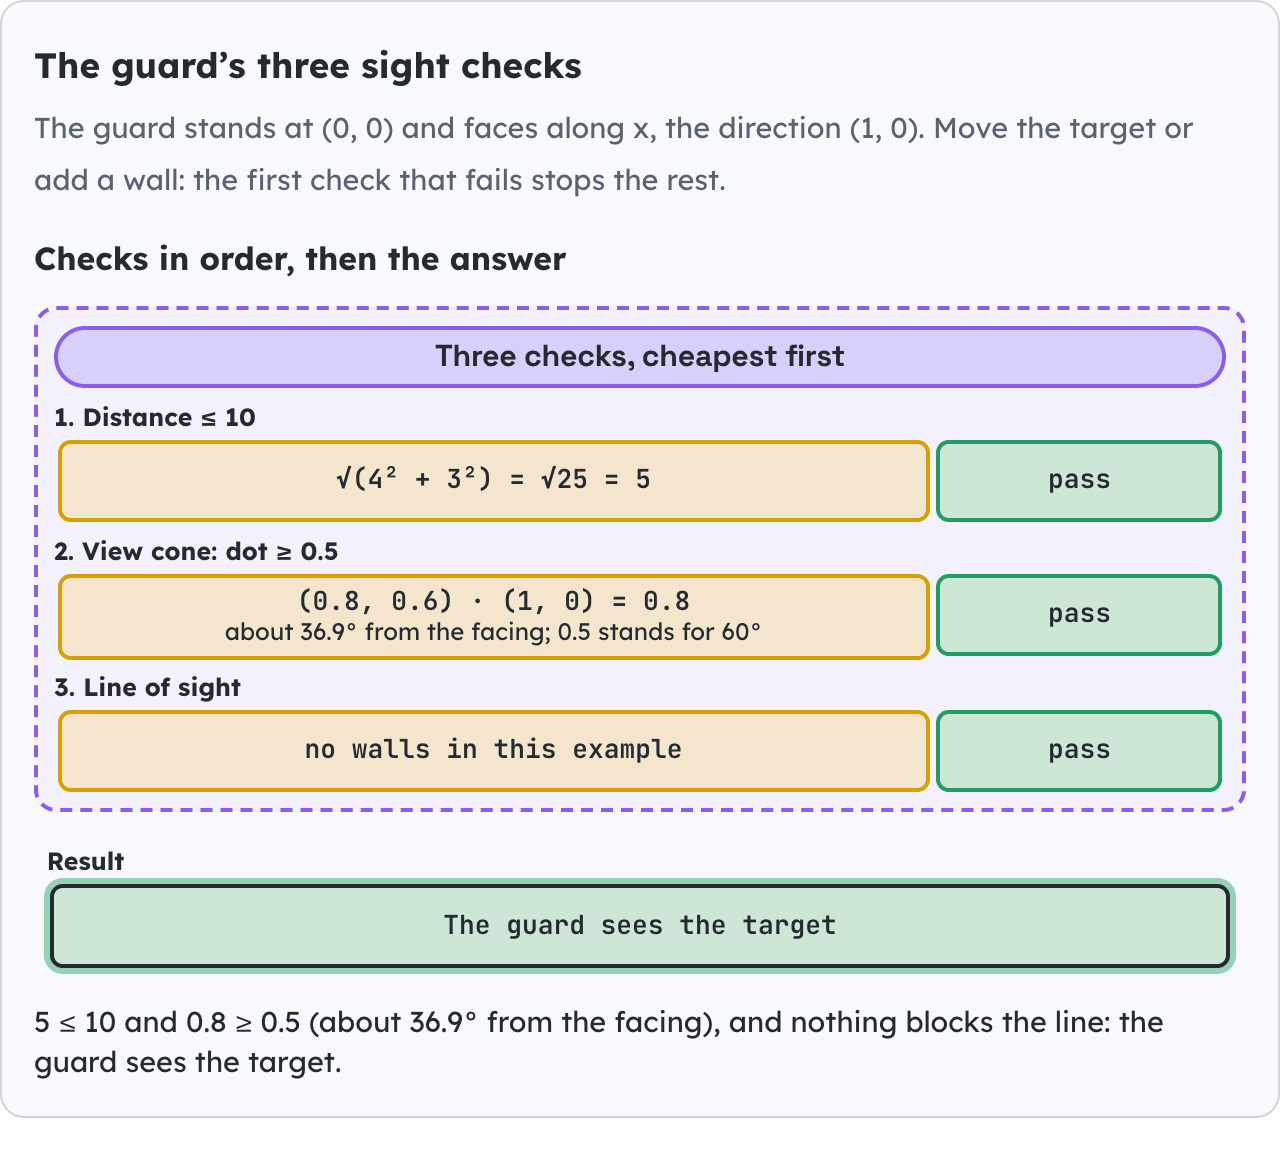 The guard’s three sight checks
The guard stands at (0, 0) and faces along x, the direction (1, 0). Move the target or
add a wall: the first check that fails stops the rest.
Checks in order, then the answer
Three checks, cheapest first
1. Distance ≤ 10
√(4² + 3²) = √25 = 5
pass
2. View cone: dot ≥ 0.5
(0.8, 0.6) · (1, 0) = 0.8
about 36.9° from the facing; 0.5 stands for 60°
pass
3. Line of sight
no walls in this example
pass
Result
The guard sees the target
5 ≤ 10 and 0.8 ≥ 0.5 (about 36.9° from the facing), and nothing blocks the line: the
guard sees the target.